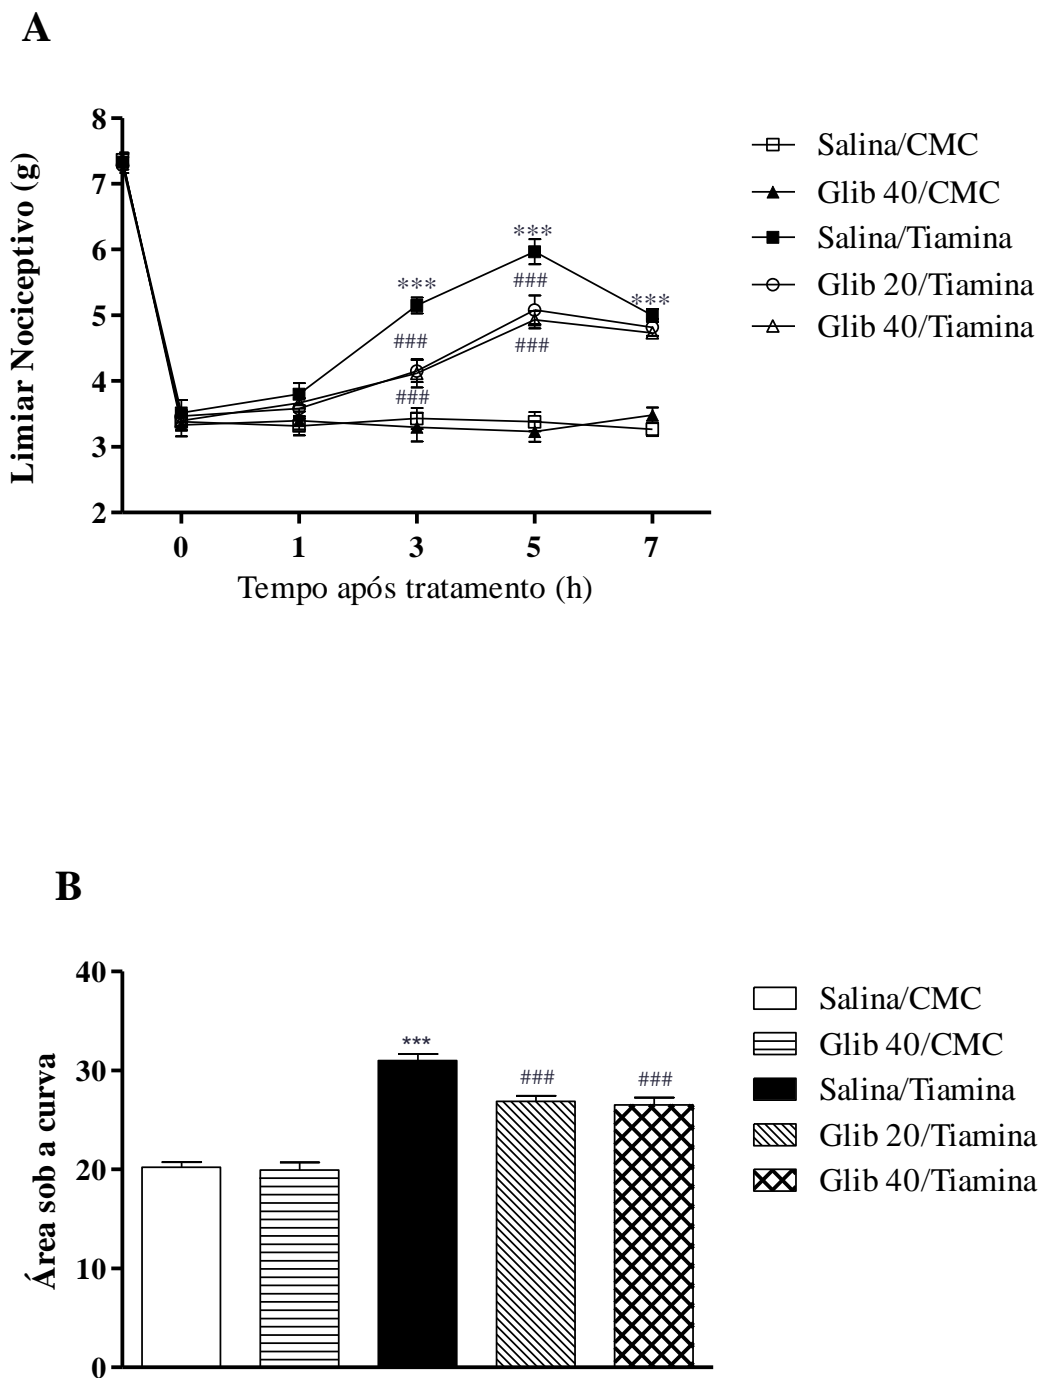 A
Limiar Nociceptivo (g)
8
7
6
5
4
3
2
***
***
***
###
###
###
###
0 1 3 5 7
Tempo após tratamento (h)
Salina/CMC
Glib 40/CMC
Salina/Tiamina
Glib 20/Tiamina
Glib 40/Tiamina
B
Área sob a curva
40
30
20
10
0
***
###
###
Salina/CMC
Glib 40/CMC
Salina/Tiamina
Glib 20/Tiamina
Glib 40/Tiamina